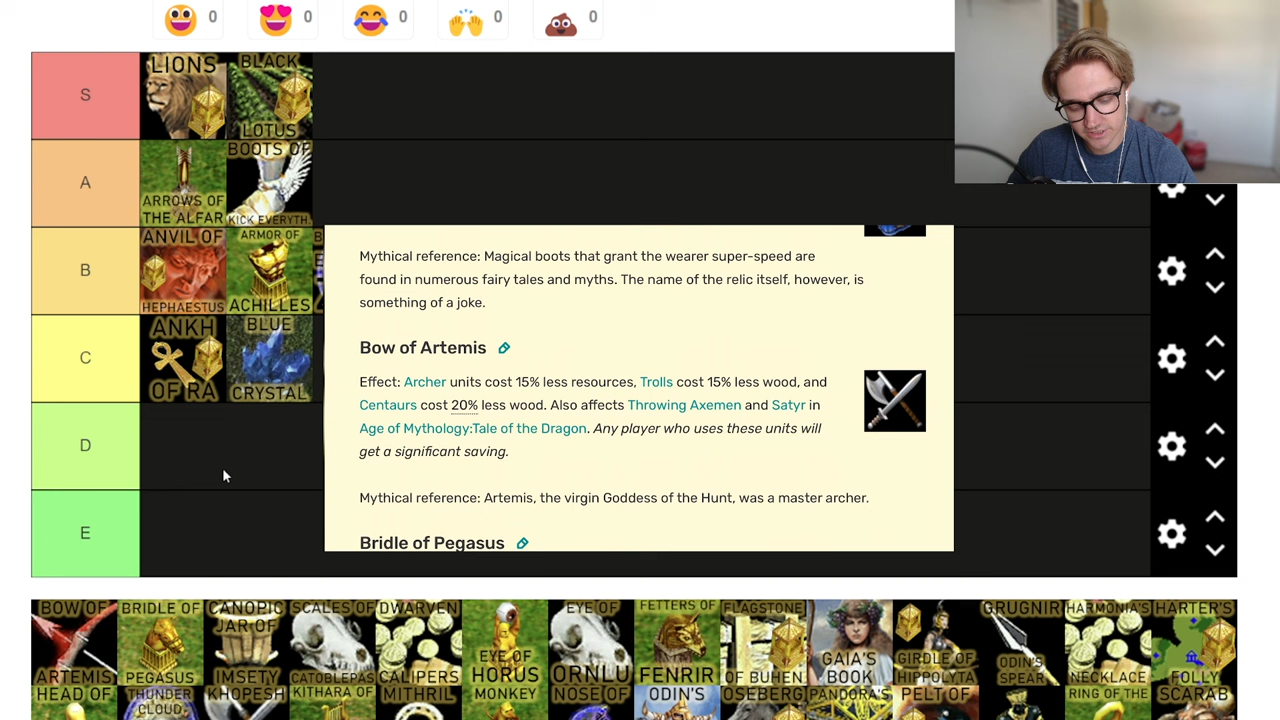 0 0 0 0 0
S
LIONS
BLACK
LOTUS
A
ARROWS OF
THE ALFAR
BOOTS OF
KICK EVERYTH.
B
ANVIL OF
HEPHAESTUS
ARMOR OF
ACHILLES
C
ANKH
OF RA
BLUE
CRYSTAL
D
E
Mythical reference: Magical boots that grant the wearer super-speed are
found in numerous fairy tales and myths. The name of the relic itself, however, is
something of a joke.
Bow of Artemis
Effect: Archer units cost 15% less resources, Trolls cost 15% less wood, and
Centaurs cost 20% less wood. Also affects Throwing Axemen and Satyr in
Age of Mythology:Tale of the Dragon. Any player who uses these units will
get a significant saving.
Mythical reference: Artemis, the virgin Goddess of the Hunt, was a master archer.
Bridle of Pegasus
BOW OF
ARTEMIS
BRIDLE OF
PEGASUS
CANOPIC
JAR OF
IMSETY
SCALES OF
CATOBLEPAS
DWARVEN
CALIPERS
EYE OF
HORUS
EYE OF
ORNLU
FETTERS OF
FENRIR
FLAGSTONE
OF BUHEN
GAIA'S
BOOK
GIRDLE OF
HIPPOLYTA
GRUGNIR
ODIN'S
SPEAR
HARMONIA'S
NECKLACE
HARTER'S
FOLLY
HEAD OF
THUNDER
CLOUD
KHOPESH
KITHARA OF
MITHRIL
MONKEY
NOSE OF
ODIN'S
OSEBERG
PANDORA'S
PELT OF
RING OF THE
SCARAB